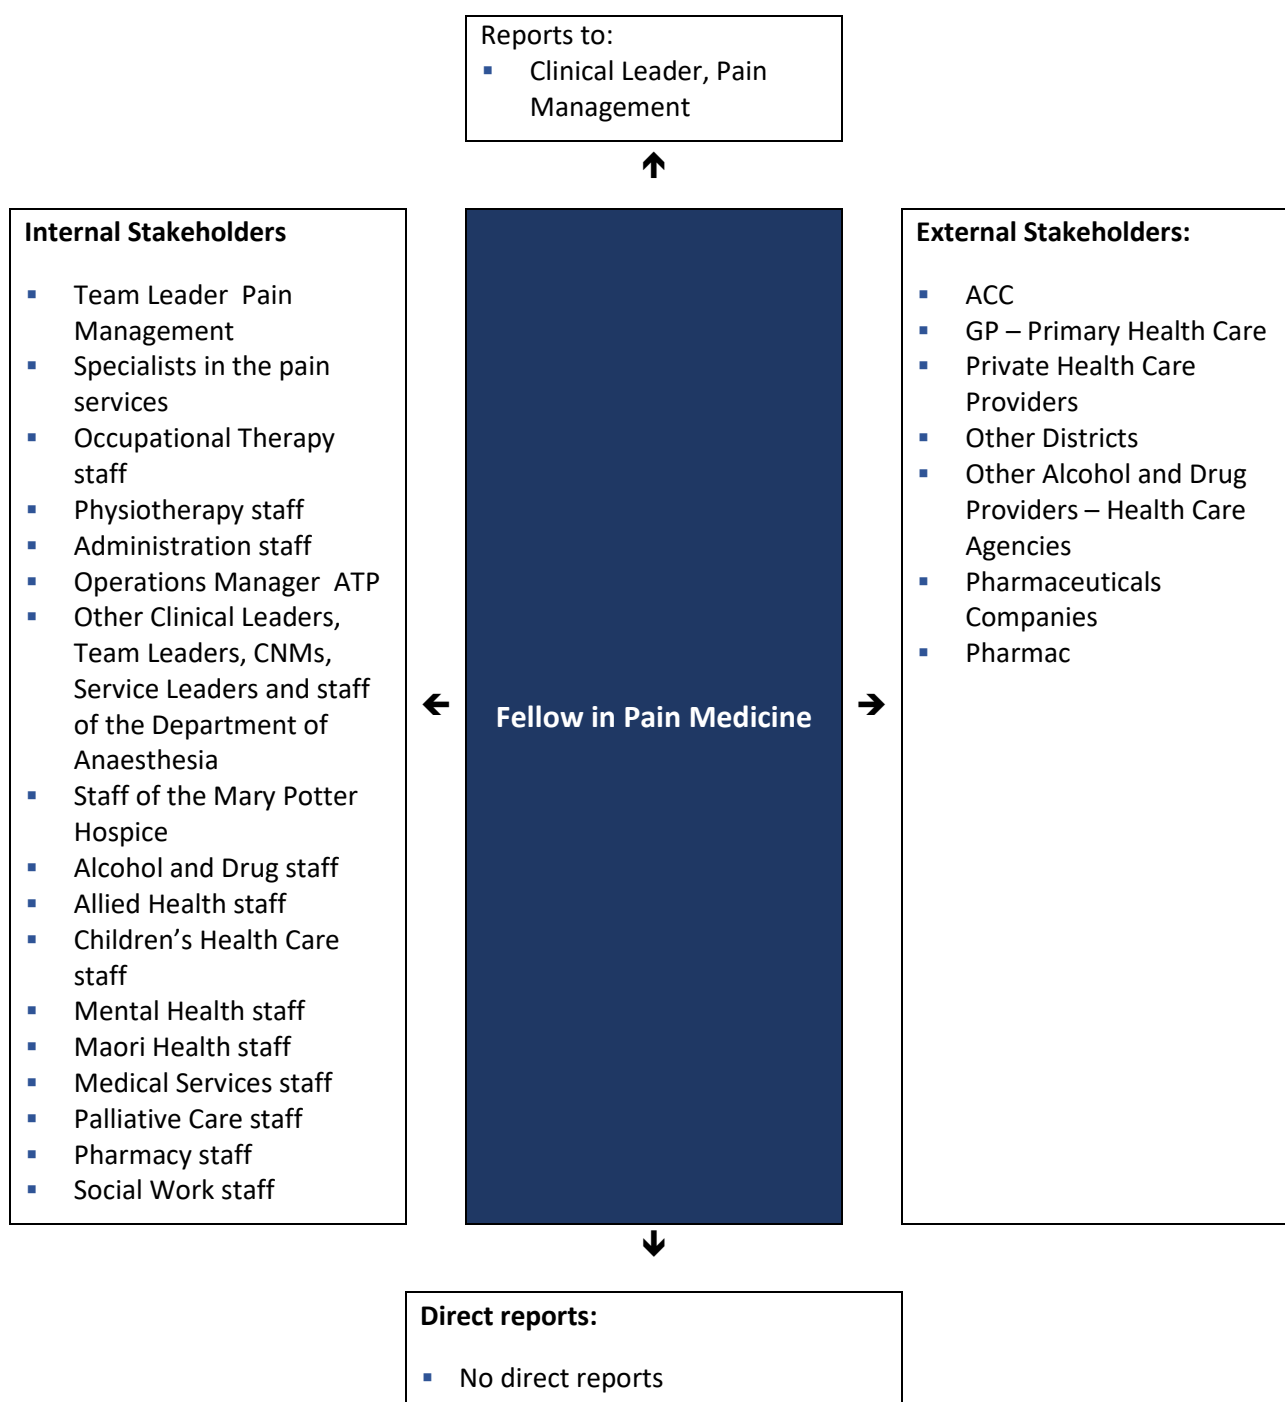 Reports to:
▪ Clinical Leader, Pain
Management
🡹
Internal Stakeholders
▪ Team Leader  Pain
Management
▪ Specialists in the pain
services
▪ Occupational Therapy
staff
▪ Physiotherapy staff
▪ Administration staff
▪ Operations Manager  ATP
▪ Other Clinical Leaders,
Team Leaders, CNMs,
Service Leaders and staff
of the Department of
Anaesthesia
▪ Staff of the Mary Potter
Hospice
▪ Alcohol and Drug staff
▪ Allied Health staff
▪ Children’s Health Care
staff
▪ Mental Health staff
▪ Maori Health staff
▪ Medical Services staff
▪ Palliative Care staff
▪ Pharmacy staff
▪ Social Work staff
🡸
Fellow in Pain Medicine
🡺
External Stakeholders:
▪ ACC
▪ GP – Primary Health Care
▪ Private Health Care
Providers
▪ Other Districts
▪ Other Alcohol and Drug
Providers – Health Care
Agencies
▪ Pharmaceuticals
Companies
▪ Pharmac
🡻
Direct reports:
▪ No direct reports